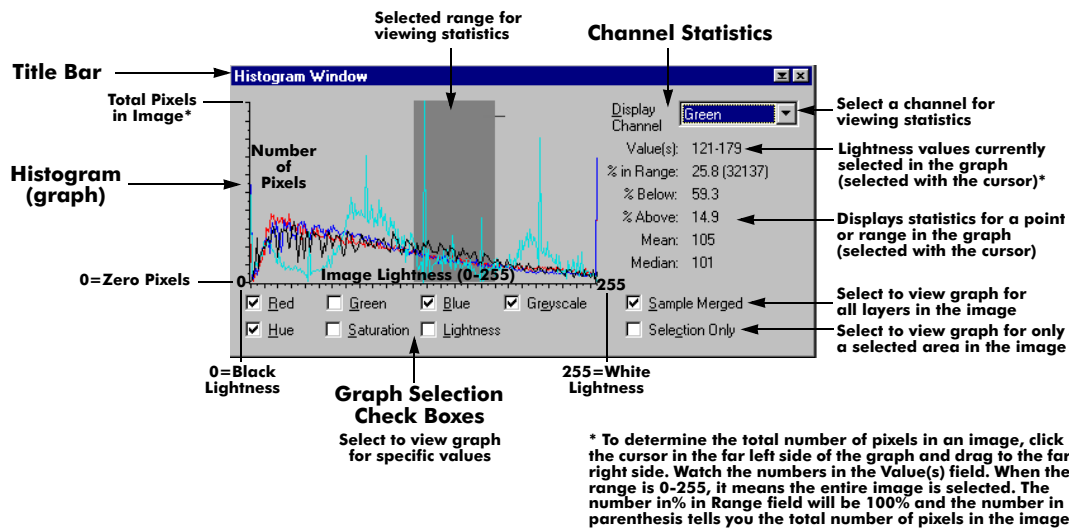 Selected range for
viewing statistics
Channel Statistics
Title Bar
Histogram Window
Total Pixels
in Image*
Display
Channel
Green
Select a channel for
viewing statistics
Number
of
Pixels
Histogram
(graph)
Value(s): 121-179
% in Range: 25.8 (32137)
% Below: 59.3
% Above: 14.9
Mean: 105
Median: 101
Lightness values currently
selected in the graph
(selected with the cursor)*
Displays statistics for a point
or range in the graph
(selected with the cursor)
0=Zero Pixels
0
Image Lightness (0-255)
255
Red
Green
Blue
Greyscale
Sample Merged
Hue
Saturation
Lightness
Selection Only
Select to view graph for
all layers in the image
Select to view graph for only
a selected area in the image
0=Black
Lightness
255=White
Lightness
Graph Selection
Check Boxes
Select to view graph
for specific values
* To determine the total number of pixels in an image, click
the cursor in the far left side of the graph and drag to the far
right side. Watch the numbers in the Value(s) field. When the
range is 0-255, it means the entire image is selected. The
number in% in Range field will be 100% and the number in
parenthesis tells you the total number of pixels in the image